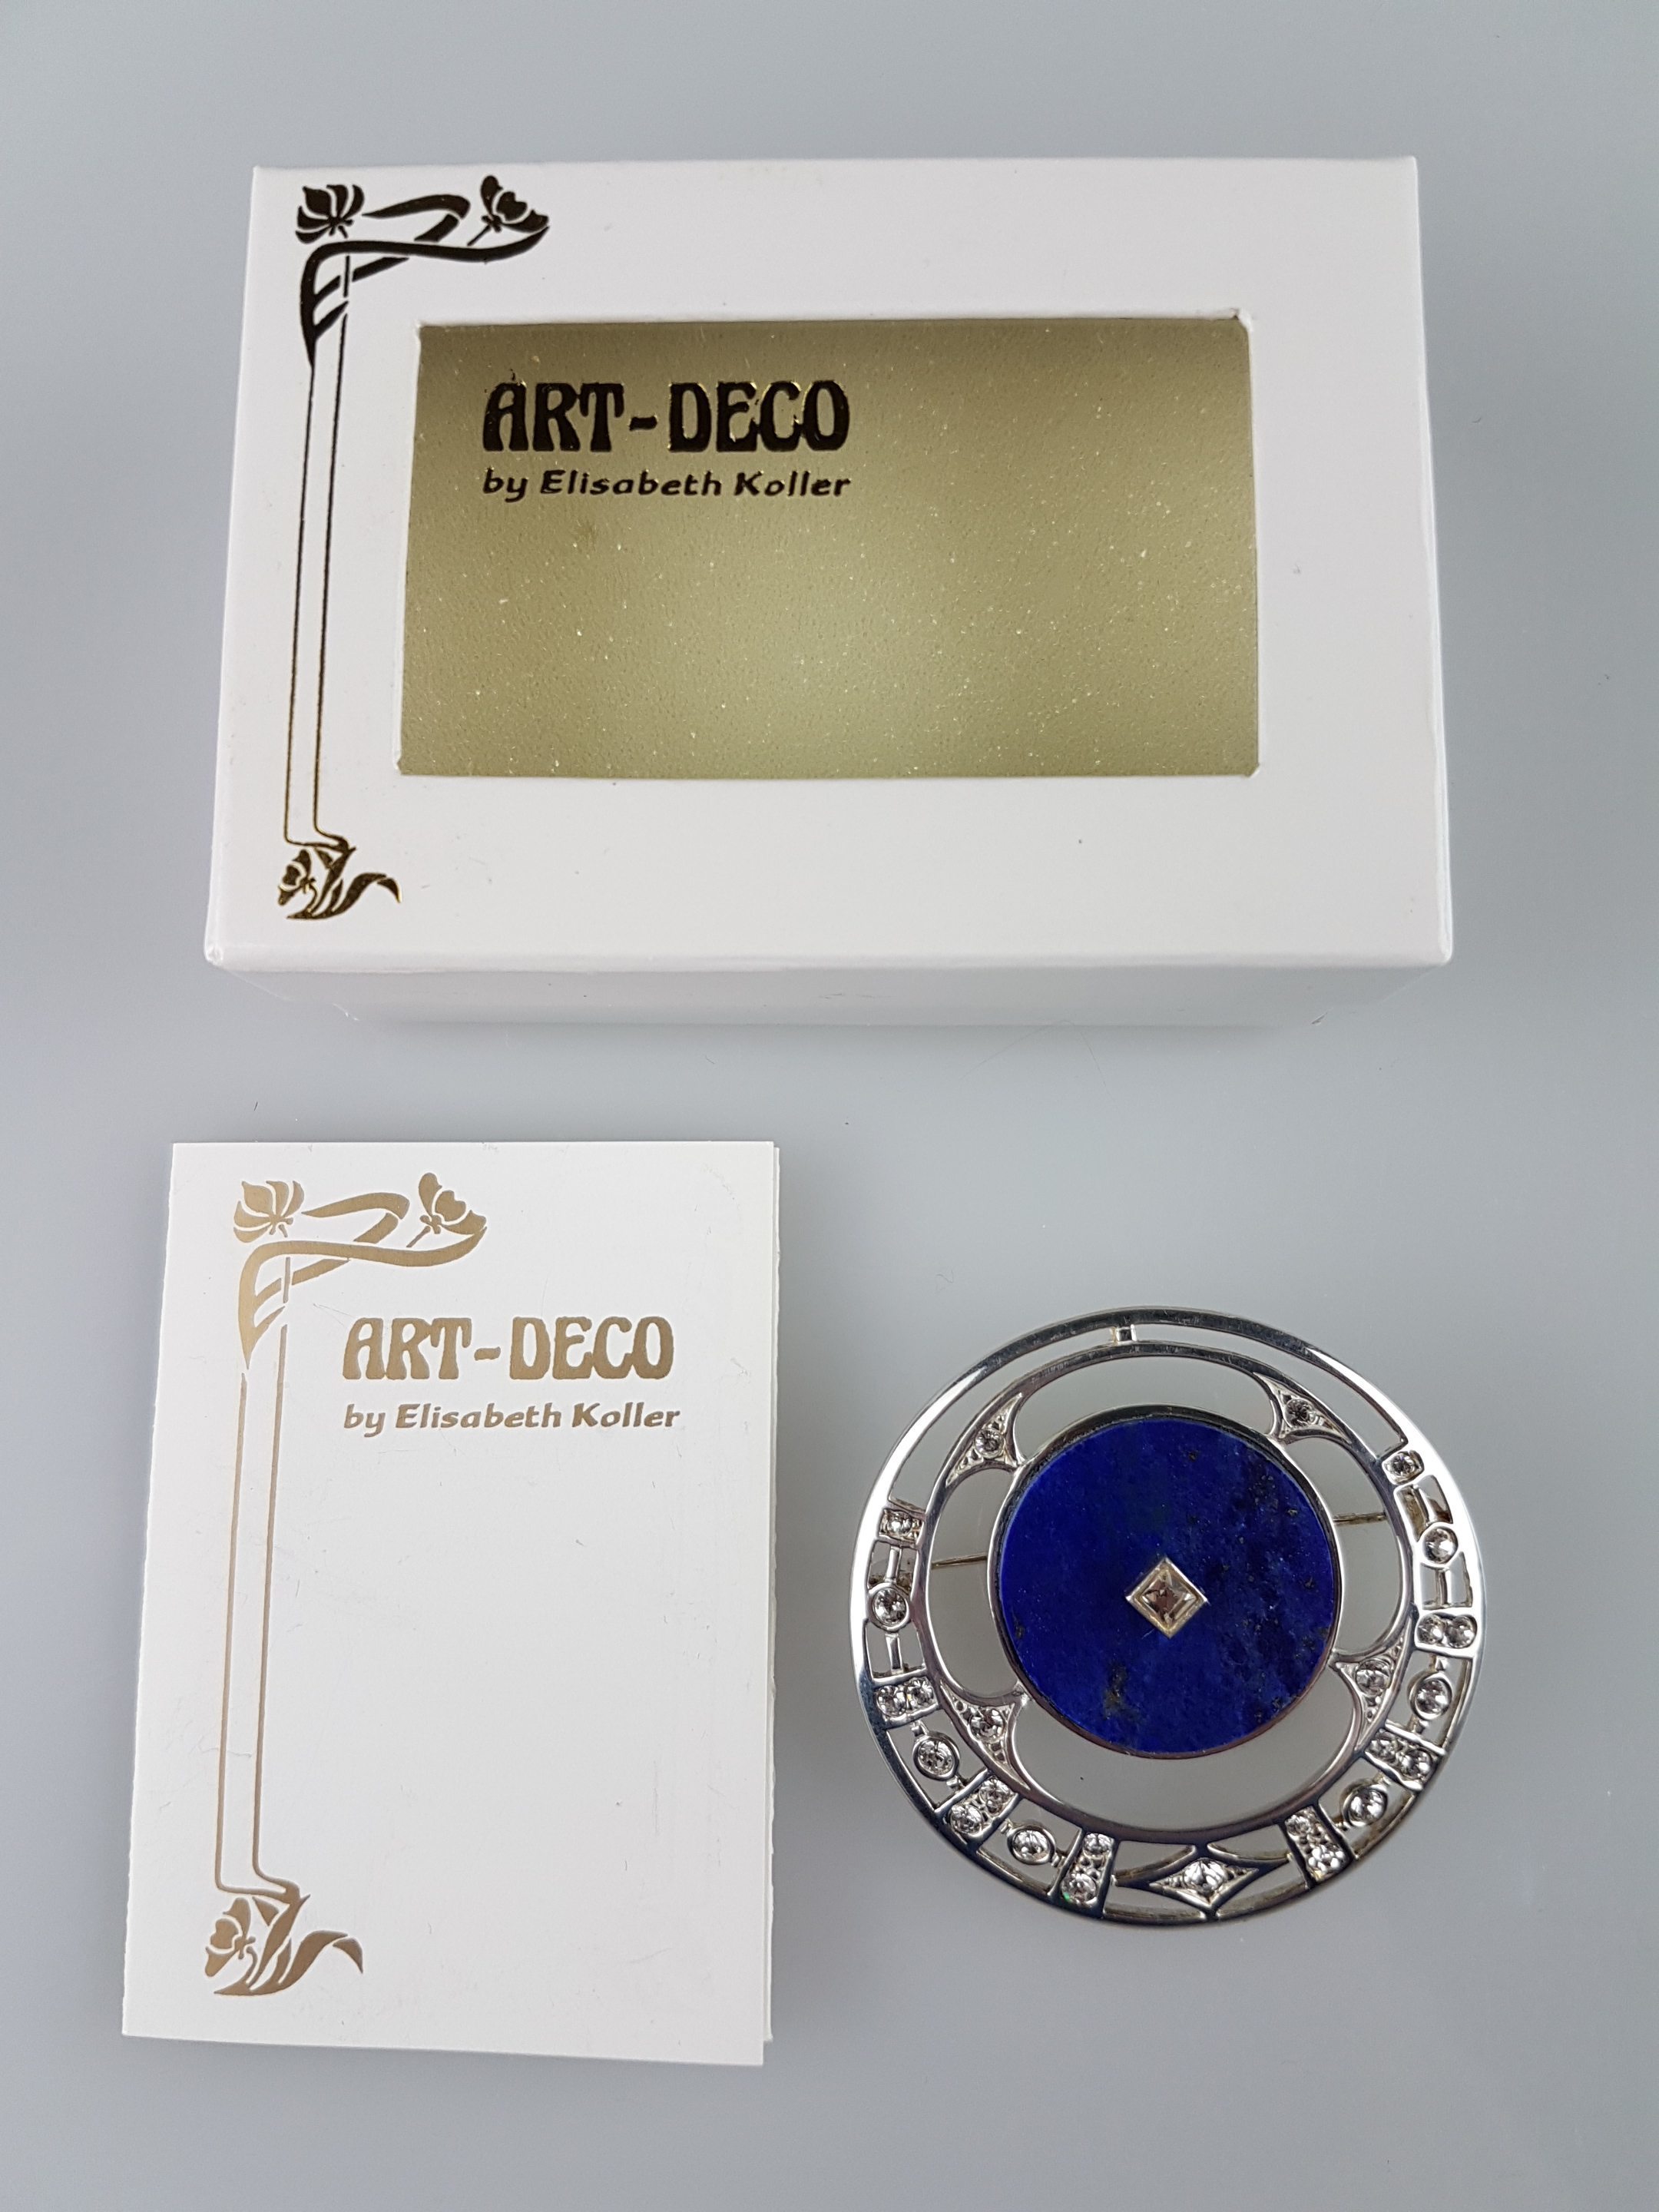 ART-DECO
by Elisabeth Koller
ART-DECO
by Elisabeth Koller